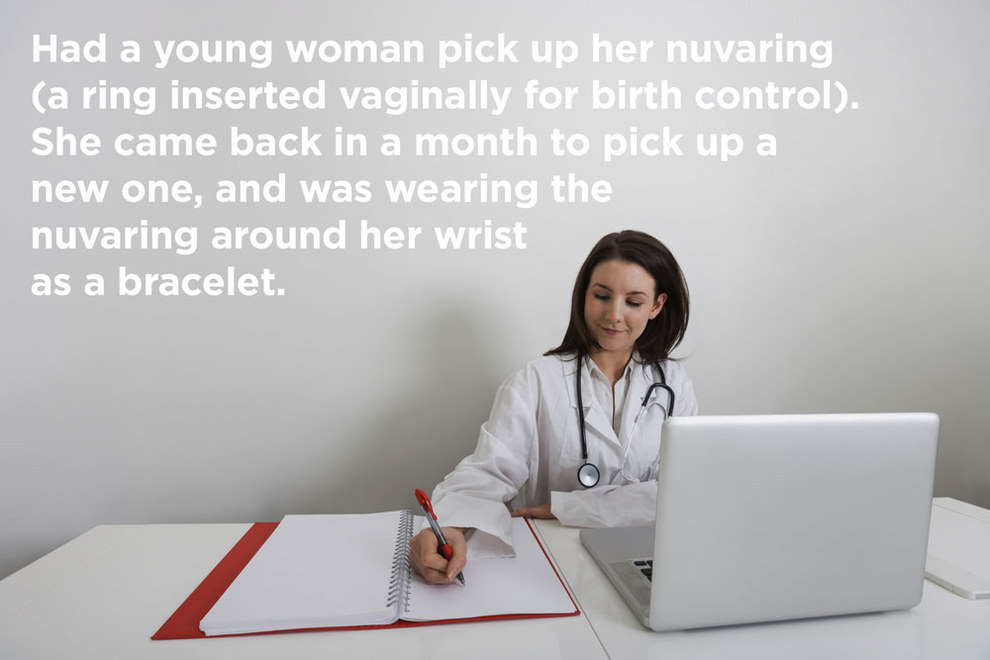 Had a young woman pick up her nuvaring
(a ring inserted vaginally for birth control).
She came back in a month to pick up a
new one, and was wearing the
nuvaring around her wrist
as a bracelet.